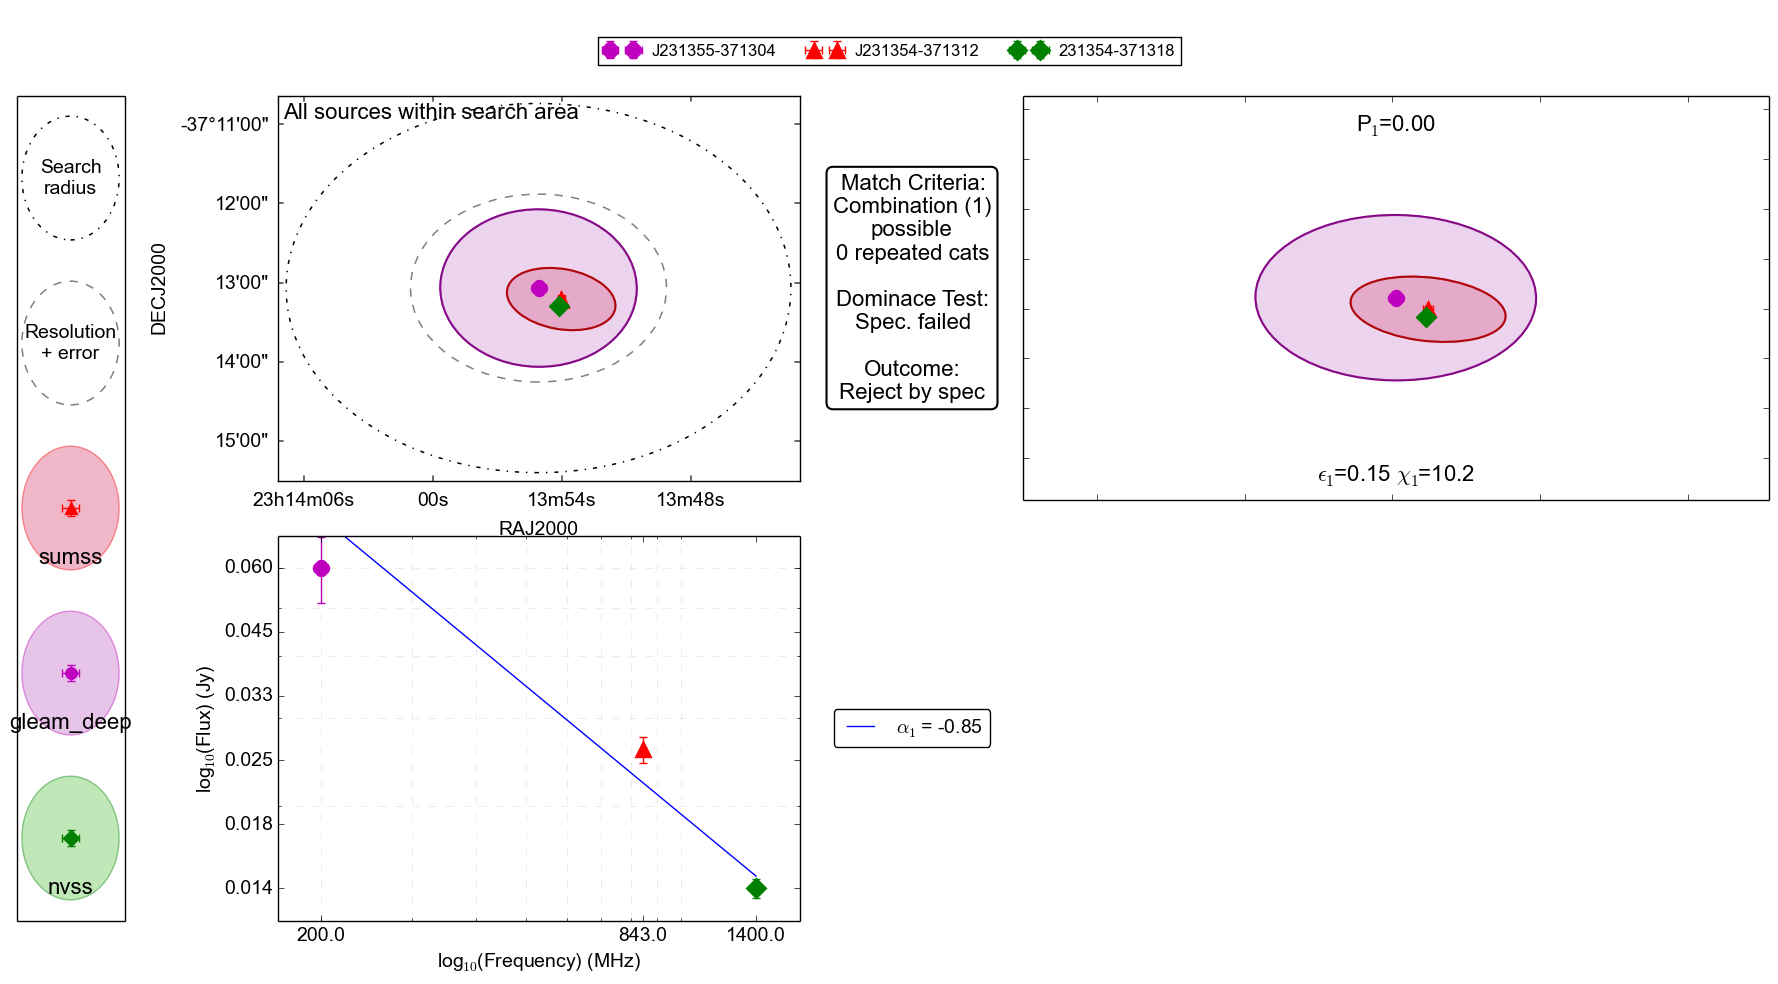 J231355-371304
J231354-371312
231354-371318
Search
radius
Resolution
+ error
sumss
gleam_deep
nvss
All sources within search area
-37°11'00"
12'00"
13'00"
14'00"
15'00"
DECJ2000
23h14m06s
00s
13m54s
13m48s
RAJ2000
Match Criteria:
Combination (1)
possible
0 repeated cats
Dominace Test:
Spec. failed
Outcome:
Reject by spec
P₁=0.00
ϵ₁=0.15 χ₁=10.2
0.060
0.045
0.033
0.025
0.018
0.014
log₁₀(Flux) (Jy)
200.0
843.0
1400.0
log₁₀(Frequency) (MHz)
α₁ = -0.85